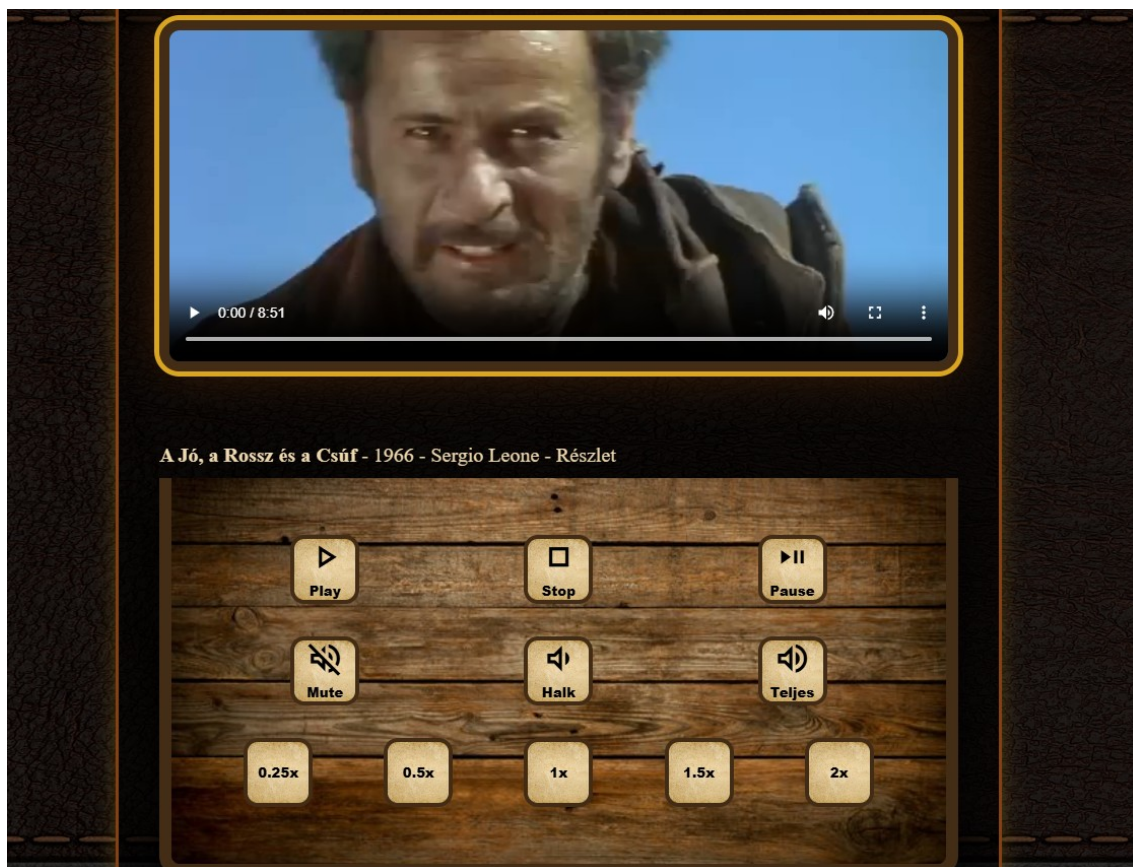 0:00 / 8:51
A Jó, a Rossz és a Csúf - 1966 - Sergio Leone - Részlet
Play Stop Pause
Mute Halk Teljes
0.25x 0.5x 1x 1.5x 2x